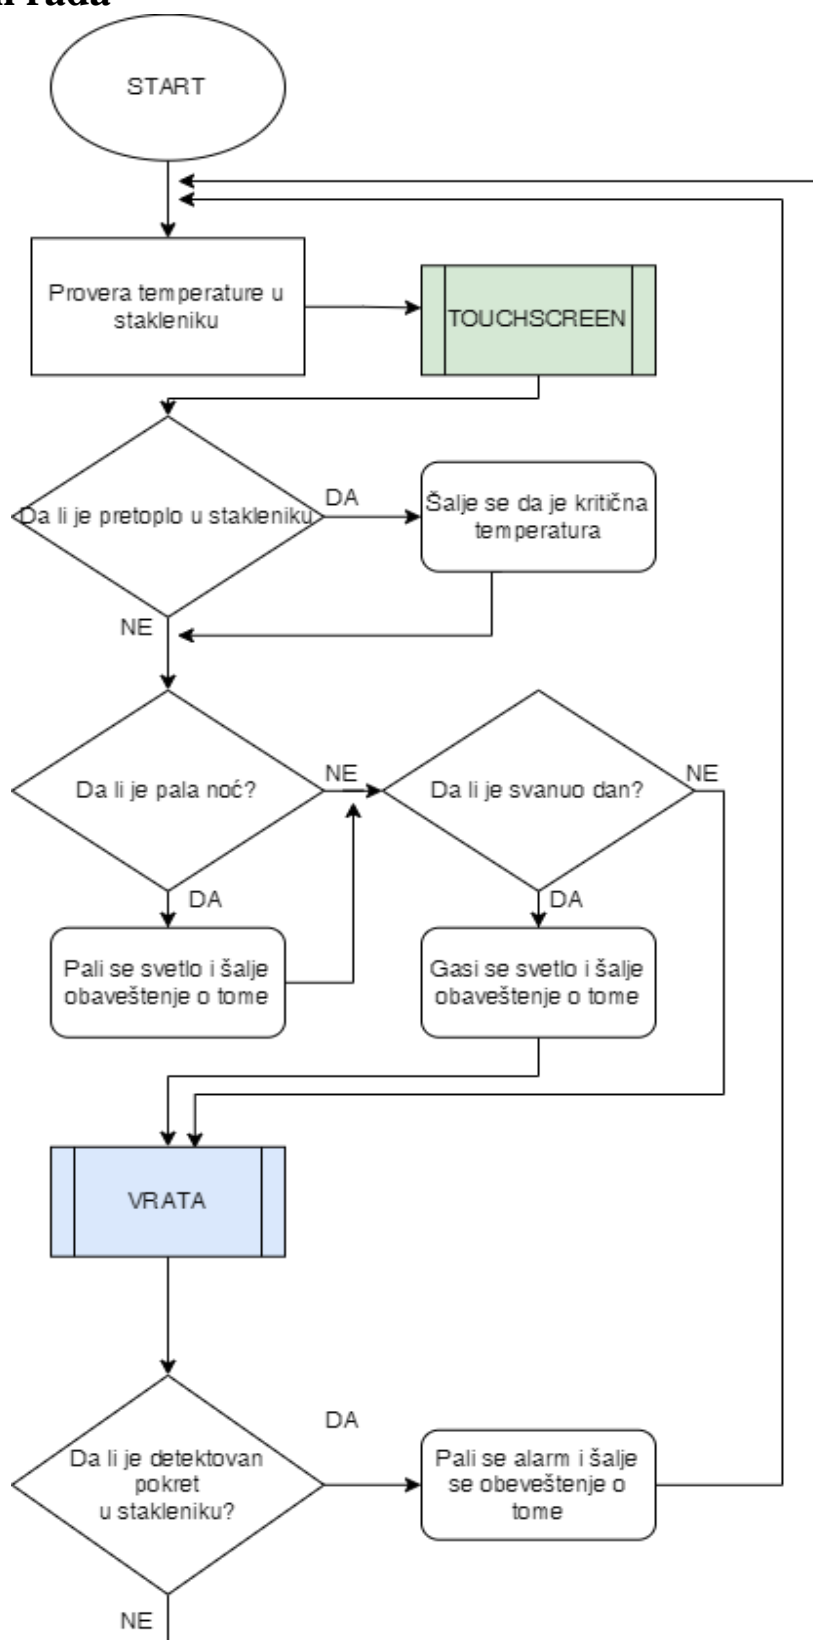 rada
START
Provera temperature u
stakleniku
TOUCHSCREEN
Da li je pretoplo u stakleniku
DA
Šalje se da je kritična
temperatura
NE
Da li je pala noć?
NE
Da li je svanuo dan?
NE
DA
DA
Pali se svetlo i šalje
obaveštenje o tome
Gasi se svetlo i šalje
obaveštenje o tome
VRATA
Da li je detektovan
pokret
u stakleniku?
DA
Pali se alarm i šalje
se obeveštenje o
tome
NE